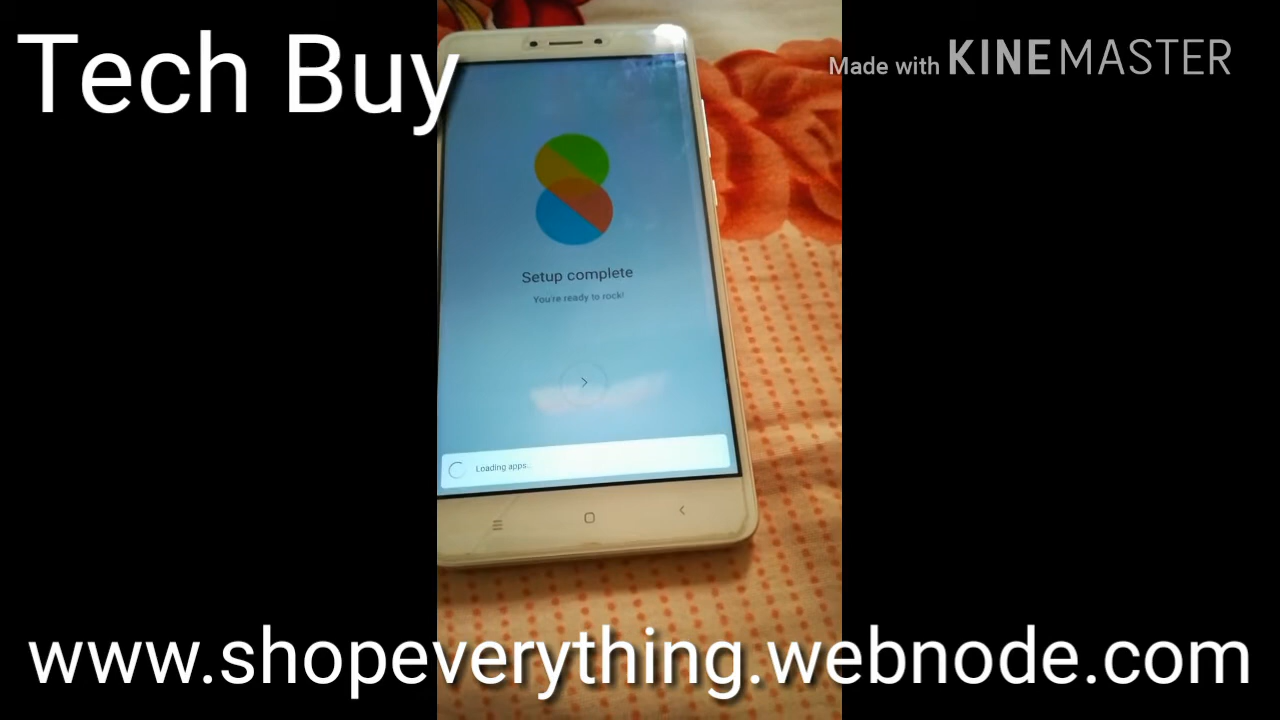 Tech Buy
Made with KINEMASTER
Setup complete
You're ready to rock!
Loading apps...
www.shopeverything.webnode.com